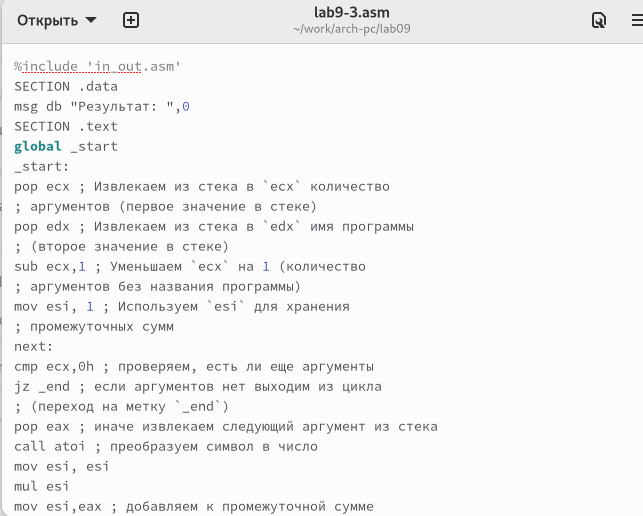 Открыть
lab9-3.asm
~/work/arch-pc/lab09
%include 'in_out.asm'
SECTION .data
msg db "Результат: ",0
SECTION .text
global _start
_start:
pop ecx ; Извлекаем из стека в `ecx` количество
; аргументов (первое значение в стеке)
pop edx ; Извлекаем из стека в `edx` имя программы
; (второе значение в стеке)
sub ecx,1 ; Уменьшаем `ecx` на 1 (количество
; аргументов без названия программы)
mov esi, 1 ; Используем `esi` для хранения
; промежуточных сумм
next:
cmp ecx,0h ; проверяем, есть ли еще аргументы
jz _end ; если аргументов нет выходим из цикла
; (переход на метку `_end`)
pop eax ; иначе извлекаем следующий аргумент из стека
call atoi ; преобразуем символ в число
mov esi, esi
mul esi
mov esi,eax ; добавляем к промежуточной сумме